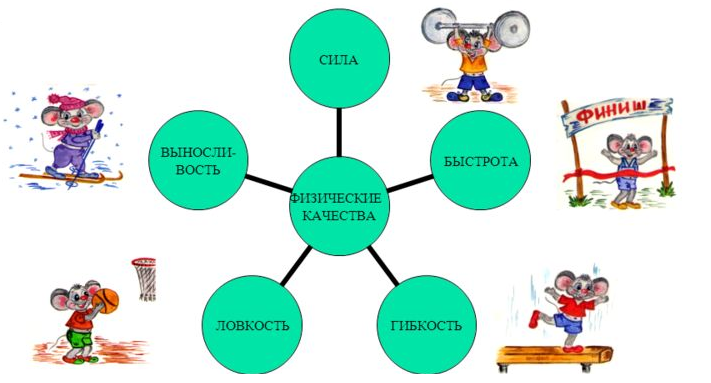 СИЛА
ФИНИШ
ВЫНОСЛИ-
ВОСТЬ
БЫСТРОТА
ФИЗИЧЕСКИЕ
КАЧЕСТВА
ЛОВКОСТЬ
ГИБКОСТЬ